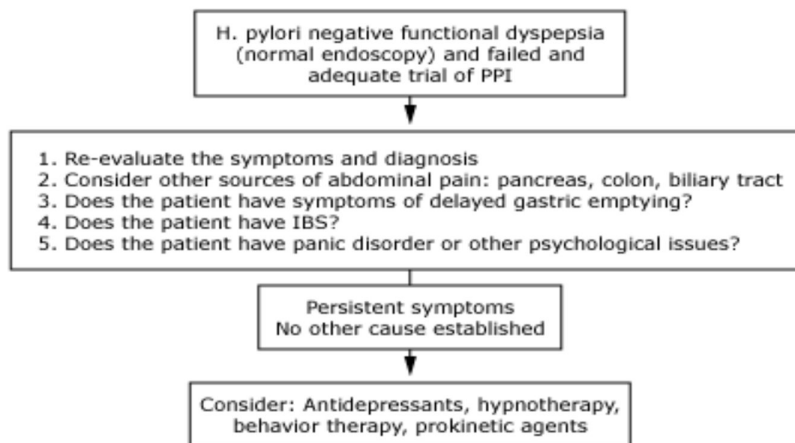 H. pylori negative functional dyspepsia
(normal endoscopy) and failed and
adequate trial of PPI
1. Re-evaluate the symptoms and diagnosis
2. Consider other sources of abdominal pain: pancreas, colon, biliary tract
3. Does the patient have symptoms of delayed gastric emptying?
4. Does the patient have IBS?
5. Does the patient have panic disorder or other psychological issues?
Persistent symptoms
No other cause established
Consider: Antidepressants, hypnotherapy,
behavior therapy, prokinetic agents